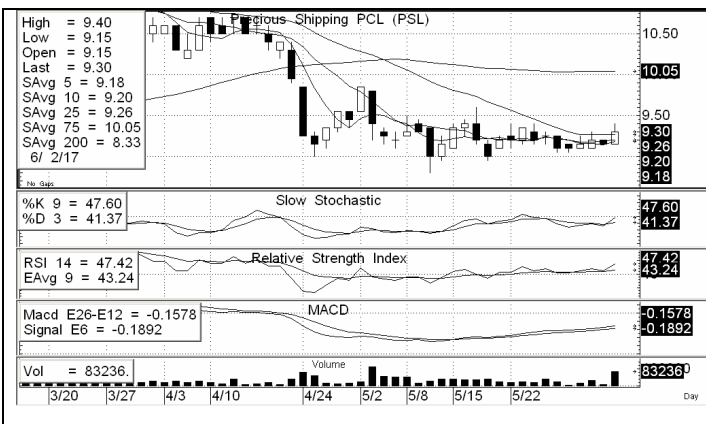 Precious Shipping PCL (PSL)
High = 9.40
Low = 9.15
Open = 9.15
Last = 9.30
SAvg 5 = 9.18
SAvg 10 = 9.20
SAvg 25 = 9.26
SAvg 75 = 10.05
SAvg 200 = 8.33
6/ 2/17
No Gaps
10.50
10.05
9.50
9.30
9.26
9.20
9.18
Slow Stochastic
%K 9 = 47.60
%D 3 = 41.37
47.60
41.37
Relative Strength Index
RSI 14 = 47.42
EAvg 9 = 43.24
47.42
43.24
MACD
Macd E26-E12 = -0.1578
Signal E6 = -0.1892
-0.1578
-0.1892
Volume
Vol = 83236.
83236
3/20 3/27 4/3 4/10 4/24 5/2 5/8 5/15 5/22 Day